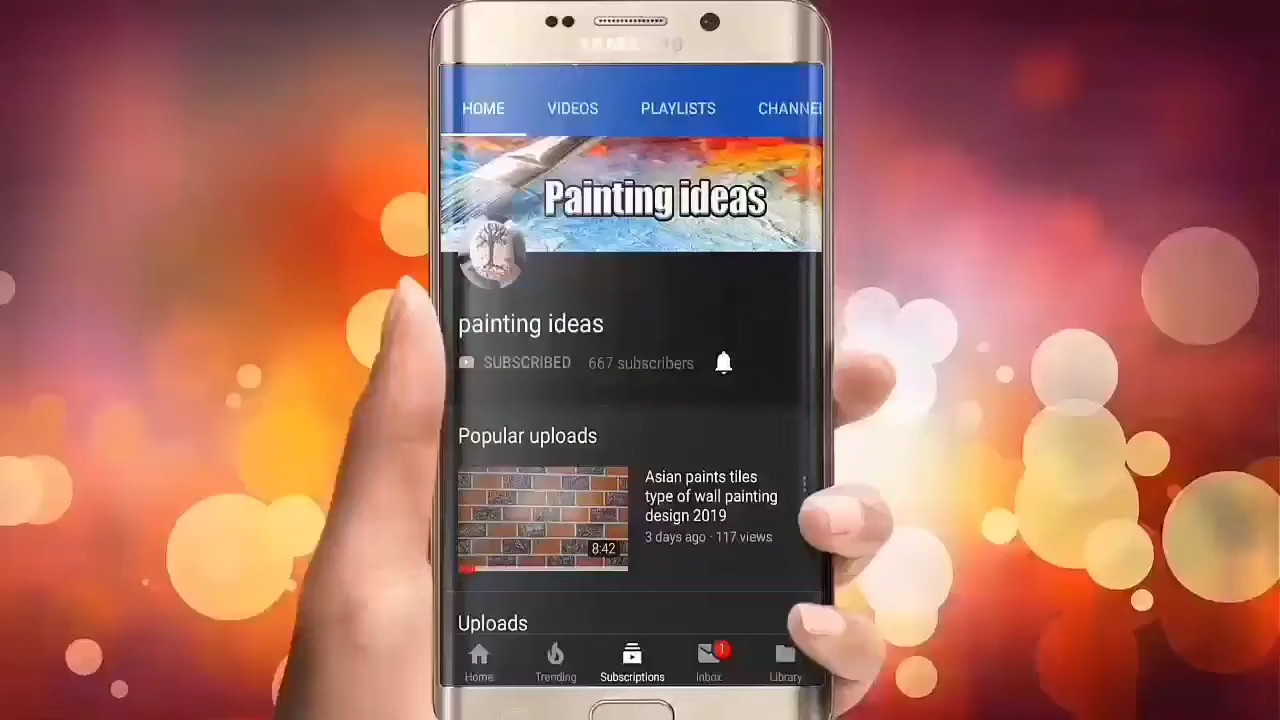 SAMSUNG
HOME VIDEOS PLAYLISTS CHANNEL
Painting ideas
painting ideas
SUBSCRIBED 667 subscribers
Popular uploads
Asian paints tiles
type of wall painting
design 2019
8:42
3 days ago · 117 views
Uploads
1
Home Trending Subscriptions Inbox Library